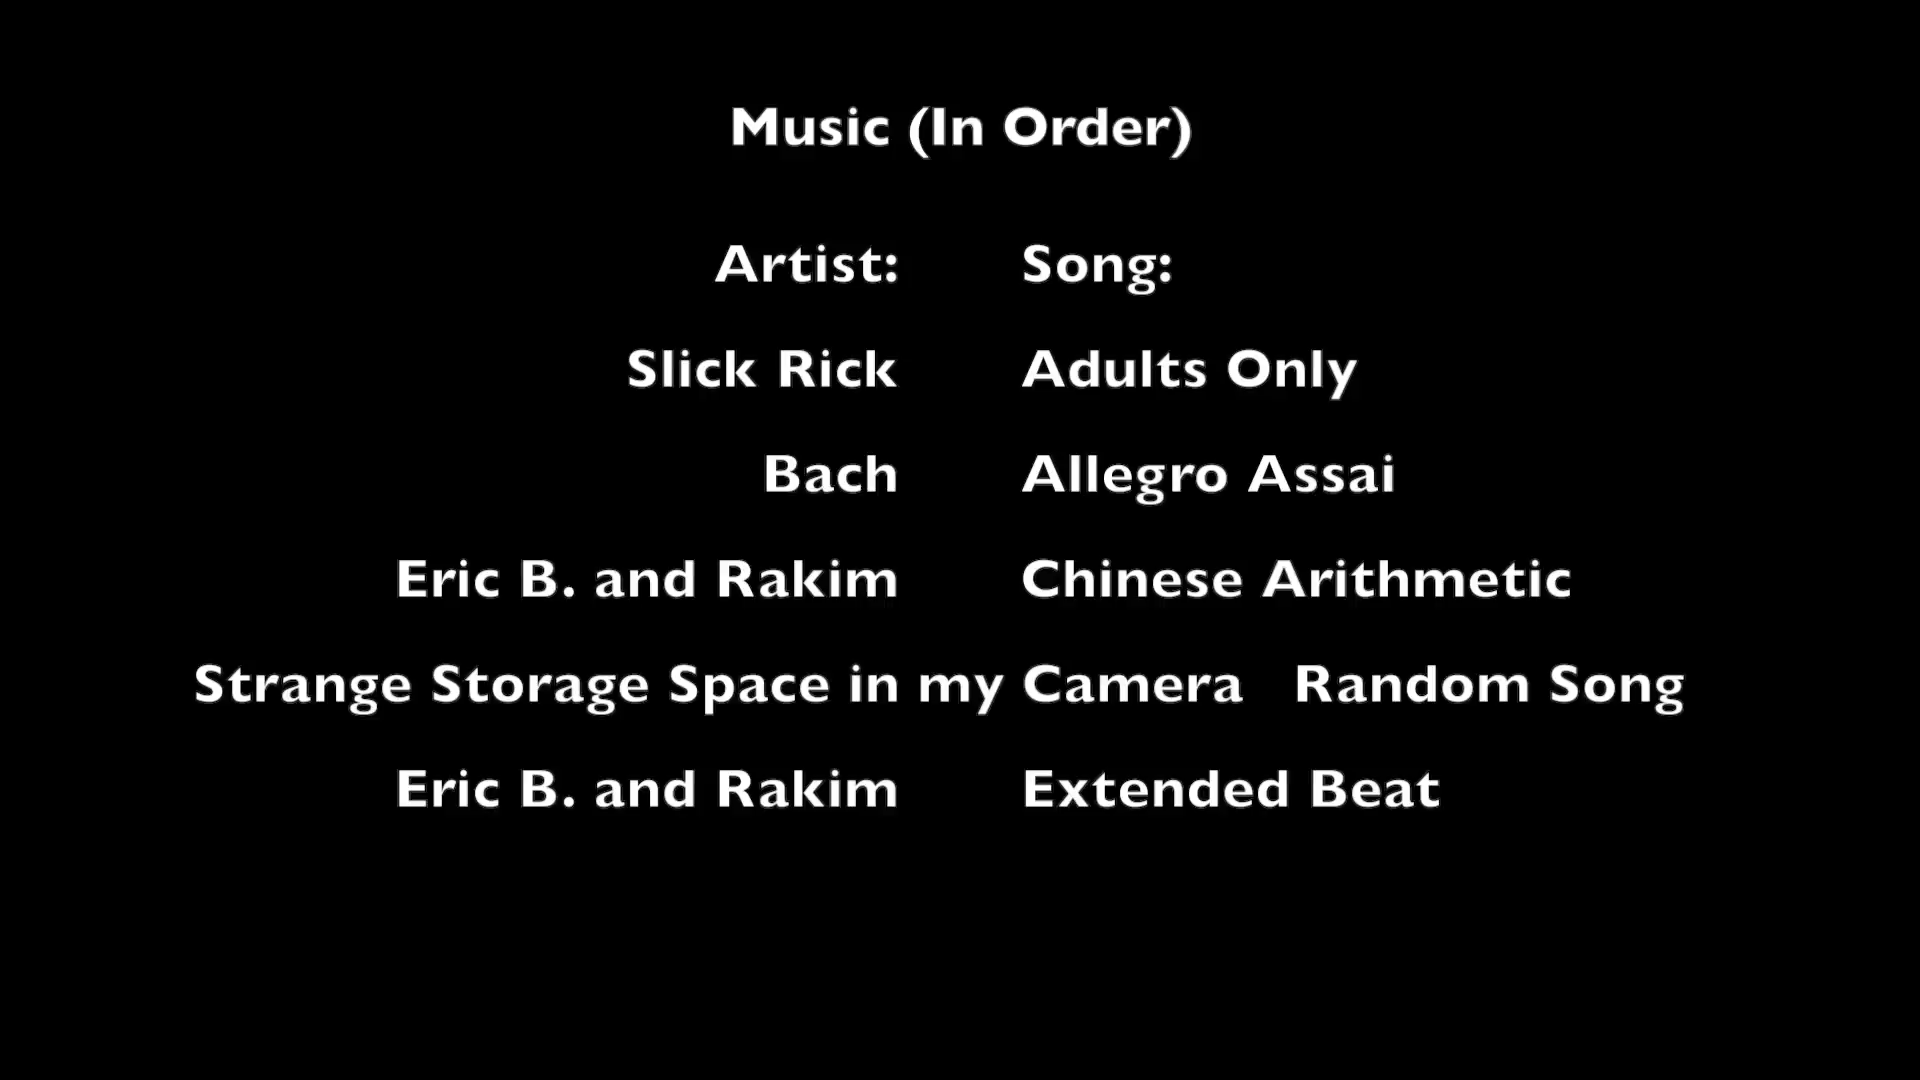 Music (In Order)
Artist: Song:
Slick Rick Adults Only
Bach Allegro Assai
Eric B. and Rakim Chinese Arithmetic
Strange Storage Space in my Camera Random Song
Eric B. and Rakim Extended Beat